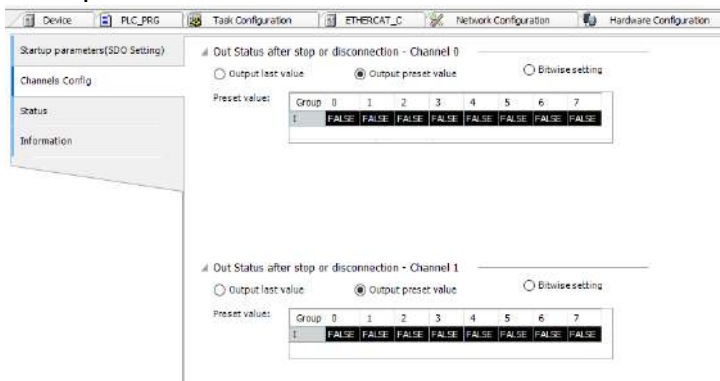 Device PLC_PRG Task Configuration ETHERCAT_C Network Configuration Hardware Configuration
Startup parameters(SDO Setting)
Channels Config
Status
Information
Out Status after stop or disconnection - Channel 0
Output last value Output preset value Bitwise setting
Preset value:
Group 0 1 2 3 4 5 6 7
I FALSE FALSE FALSE FALSE FALSE FALSE FALSE FALSE
Out Status after stop or disconnection - Channel 1
Output last value Output preset value Bitwise setting
Preset value:
Group 0 1 2 3 4 5 6 7
I FALSE FALSE FALSE FALSE FALSE FALSE FALSE FALSE